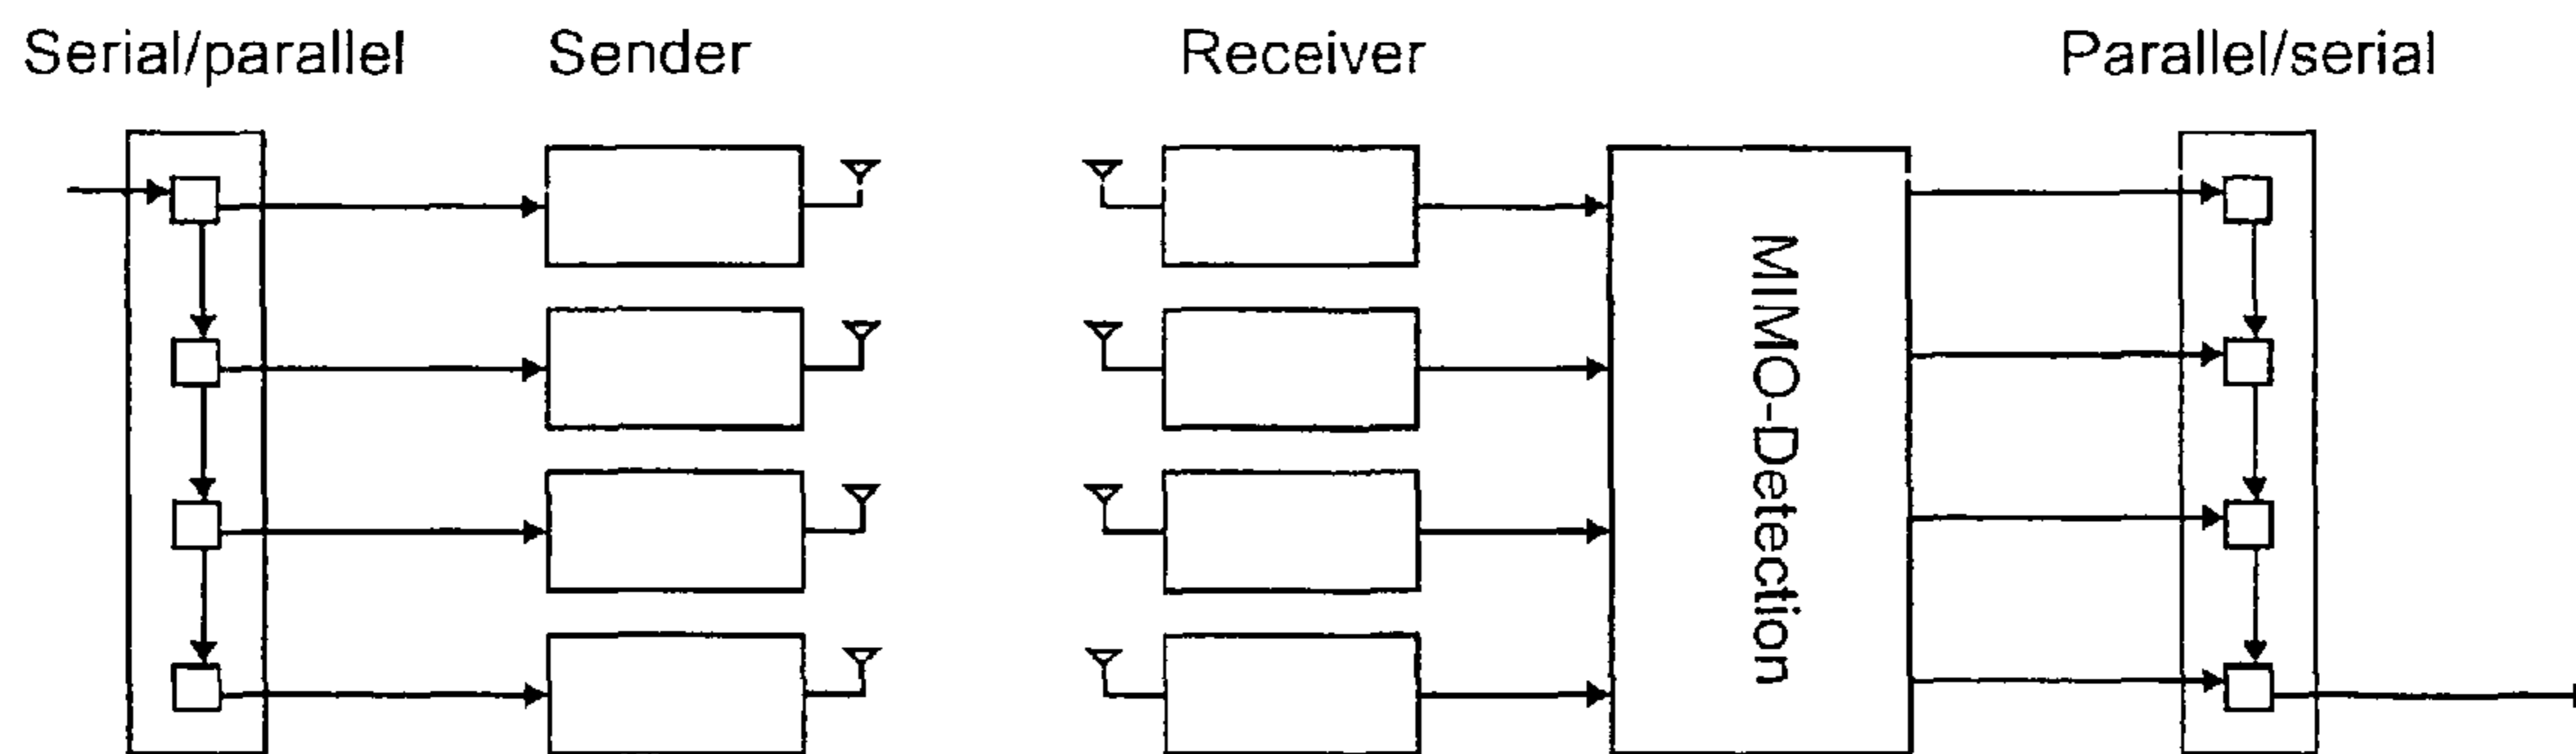 Serial/parallel
Sender
Receiver
Parallel/serial
MIMO-Detection